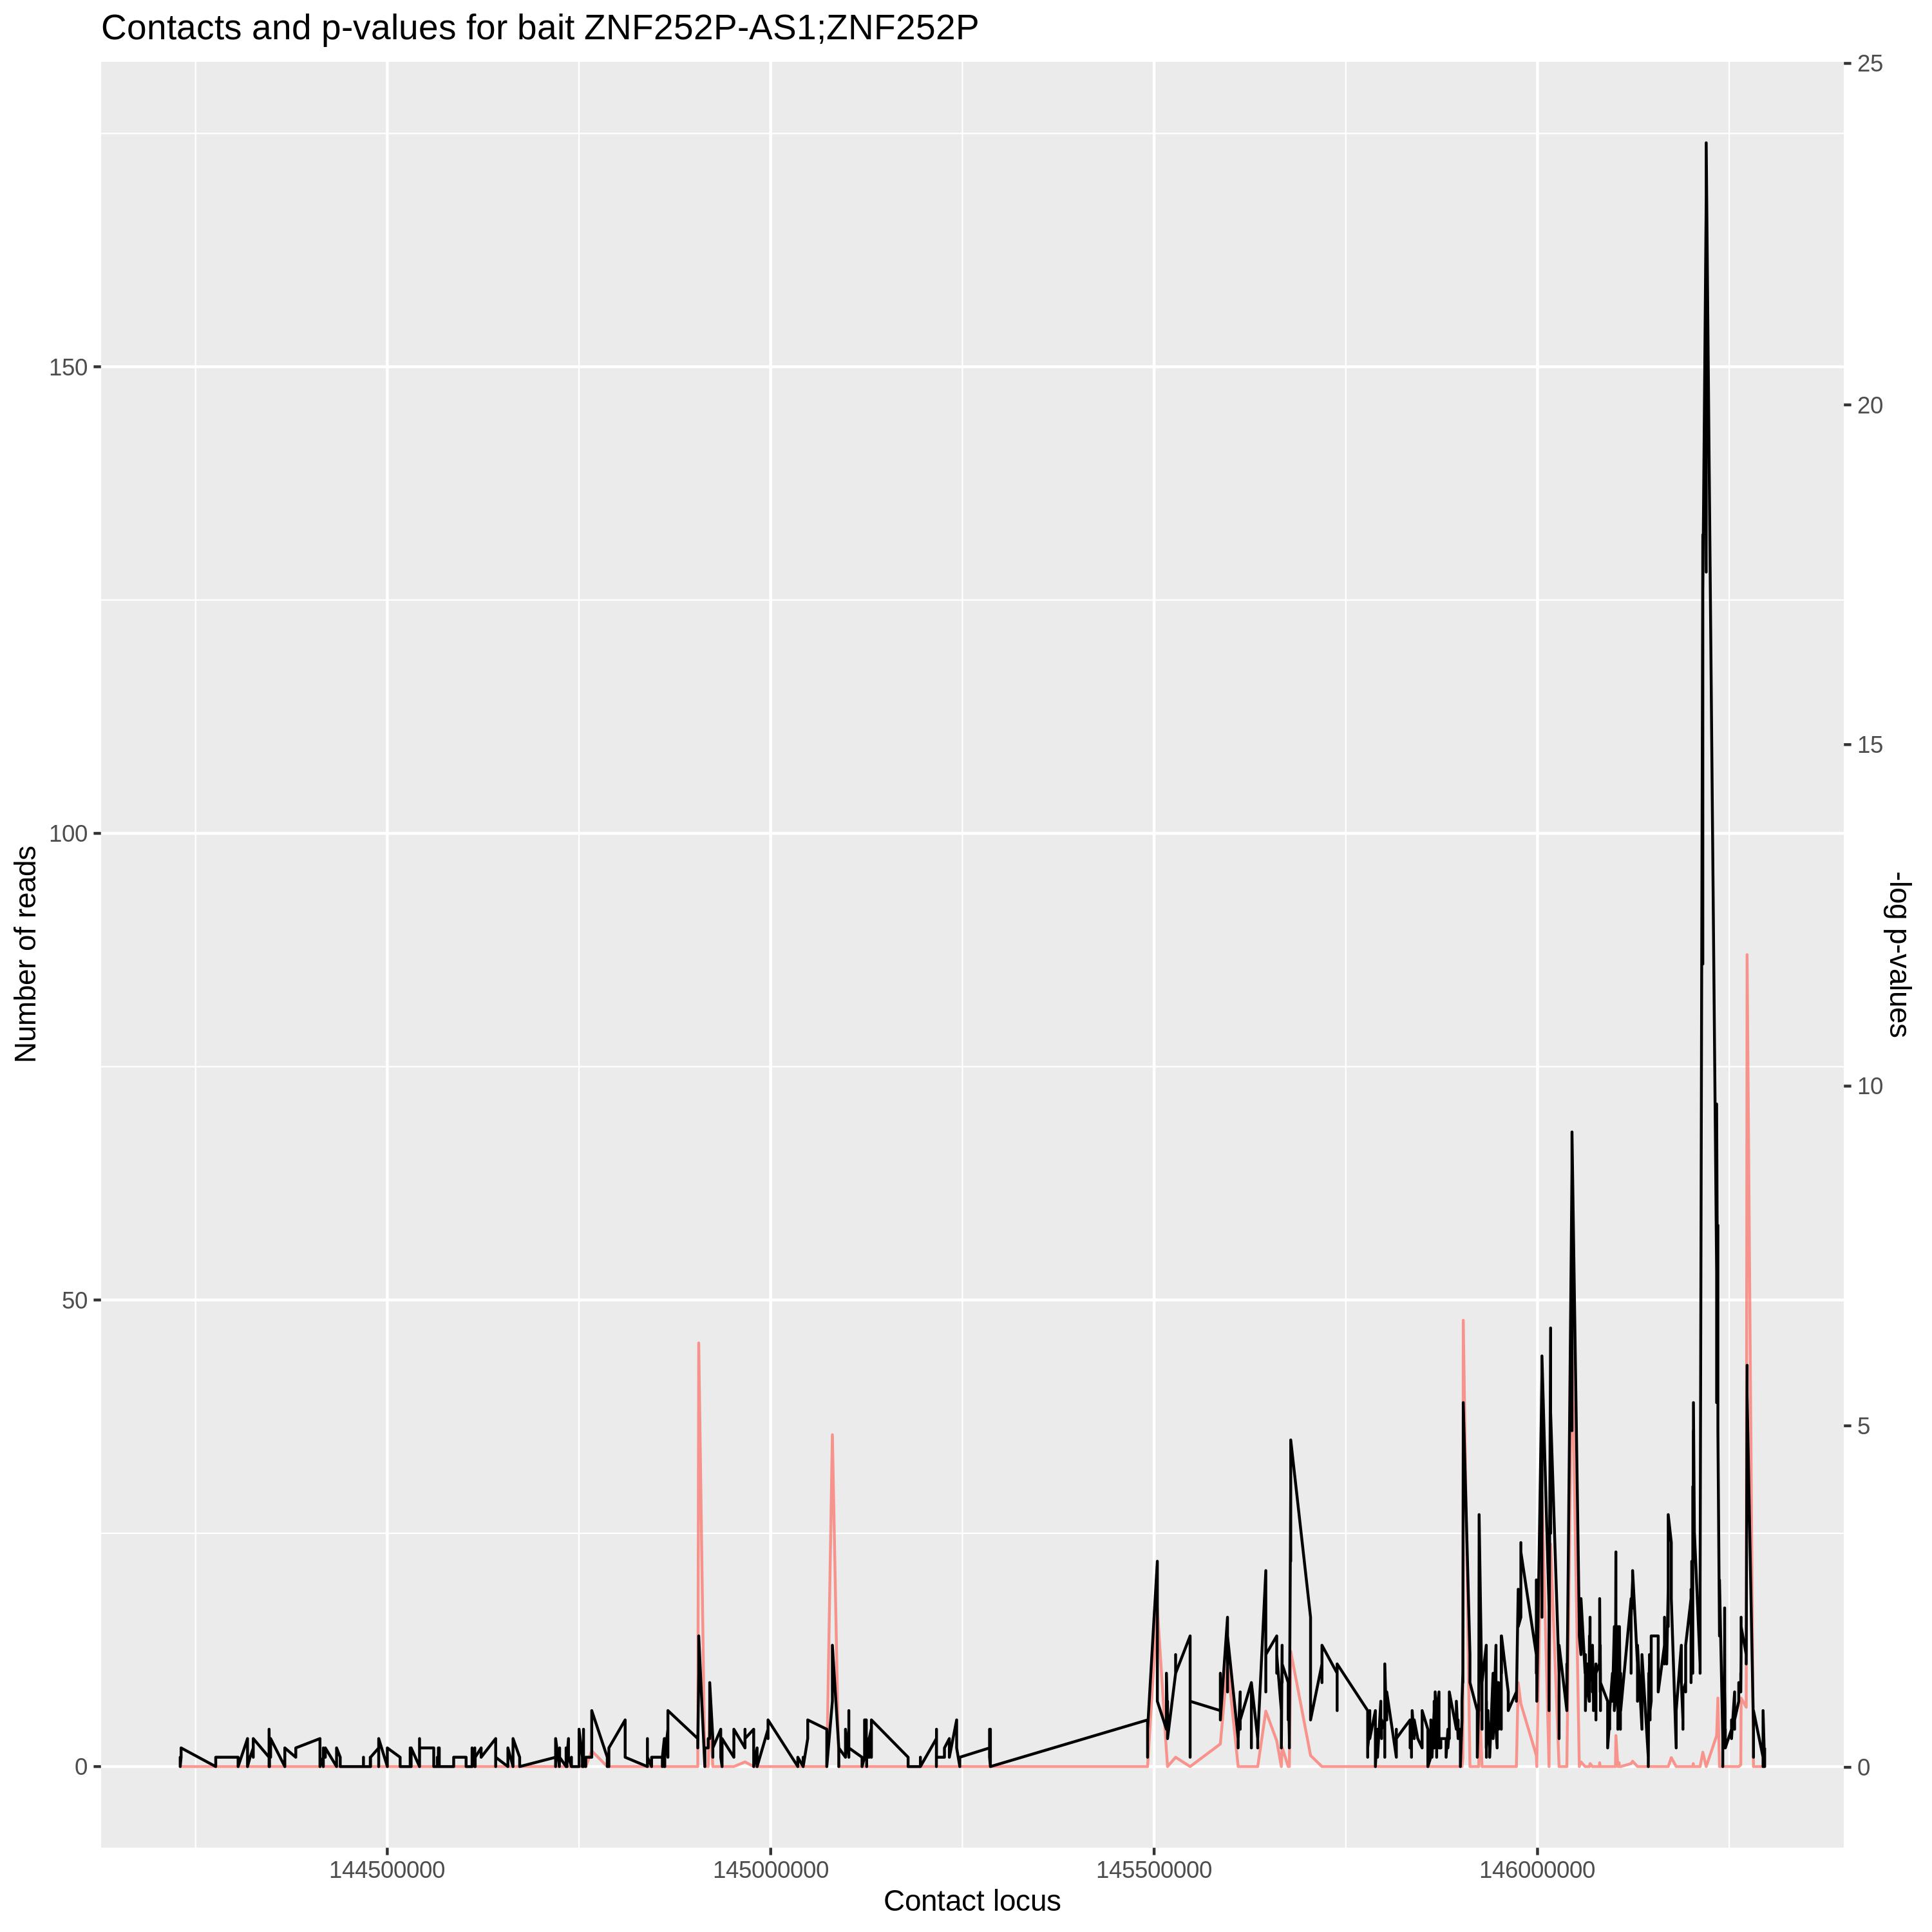 Contacts and p-values for bait ZNF252P-AS1;ZNF252P
25
20
15
10
5
0
-log p-values
150
100
50
0
Number of reads
144500000 145000000 145500000 146000000
Contact locus